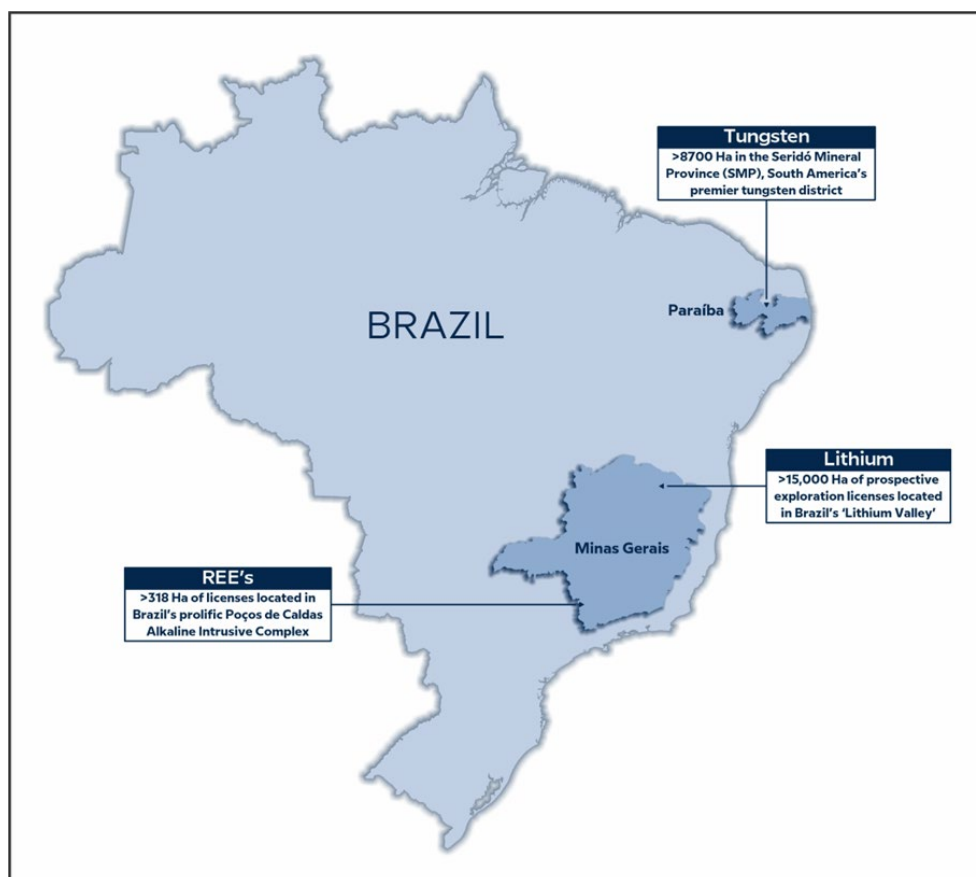 Tungsten
>8700 Ha in the Seridó Mineral
Province (SMP), South America's
premier tungsten district
Paraíba
BRAZIL
Lithium
>15,000 Ha of prospective
exploration licenses located
in Brazil's 'Lithium Valley'
Minas Gerais
REE's
>318 Ha of licenses located in
Brazil's prolific Poços de Caldas
Alkaline Intrusive Complex